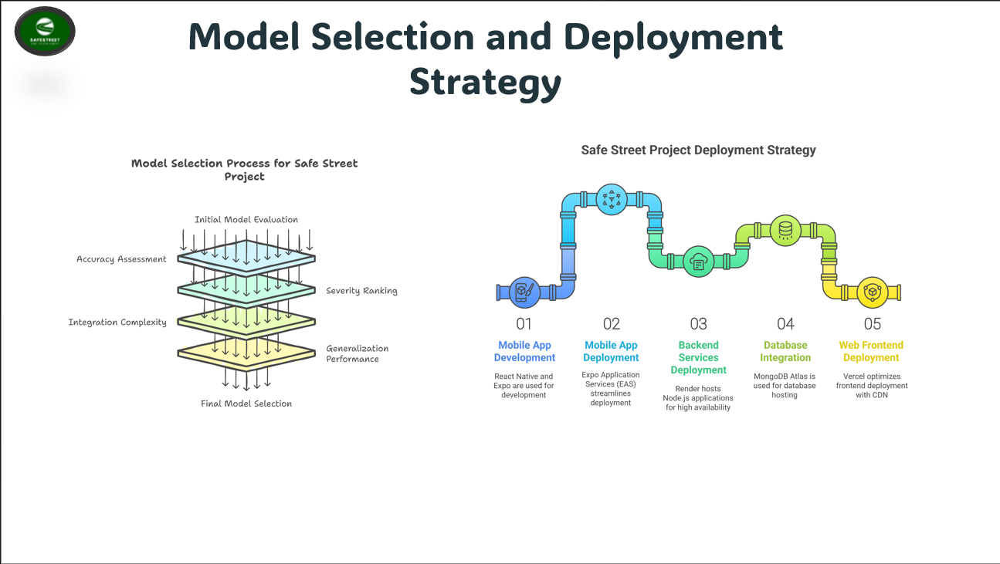 SAFESTREET
Model Selection and Deployment
Strategy
Model Selection Process for Safe Street
Project
Initial Model Evaluation
Accuracy Assessment
Severity Ranking
Integration Complexity
Generalization
Performance
Final Model Selection
Safe Street Project Deployment Strategy
01
Mobile App
Development
React Native and
Expo are used for
development
02
Mobile App
Deployment
Expo Application
Services (EAS)
streamlines
deployment
03
Backend
Services
Deployment
Render hosts
Node.js applications
for high availability
04
Database
Integration
MongoDB Atlas is
used for database
hosting
05
Web Frontend
Deployment
Vercel optimizes
frontend deployment
with CDN